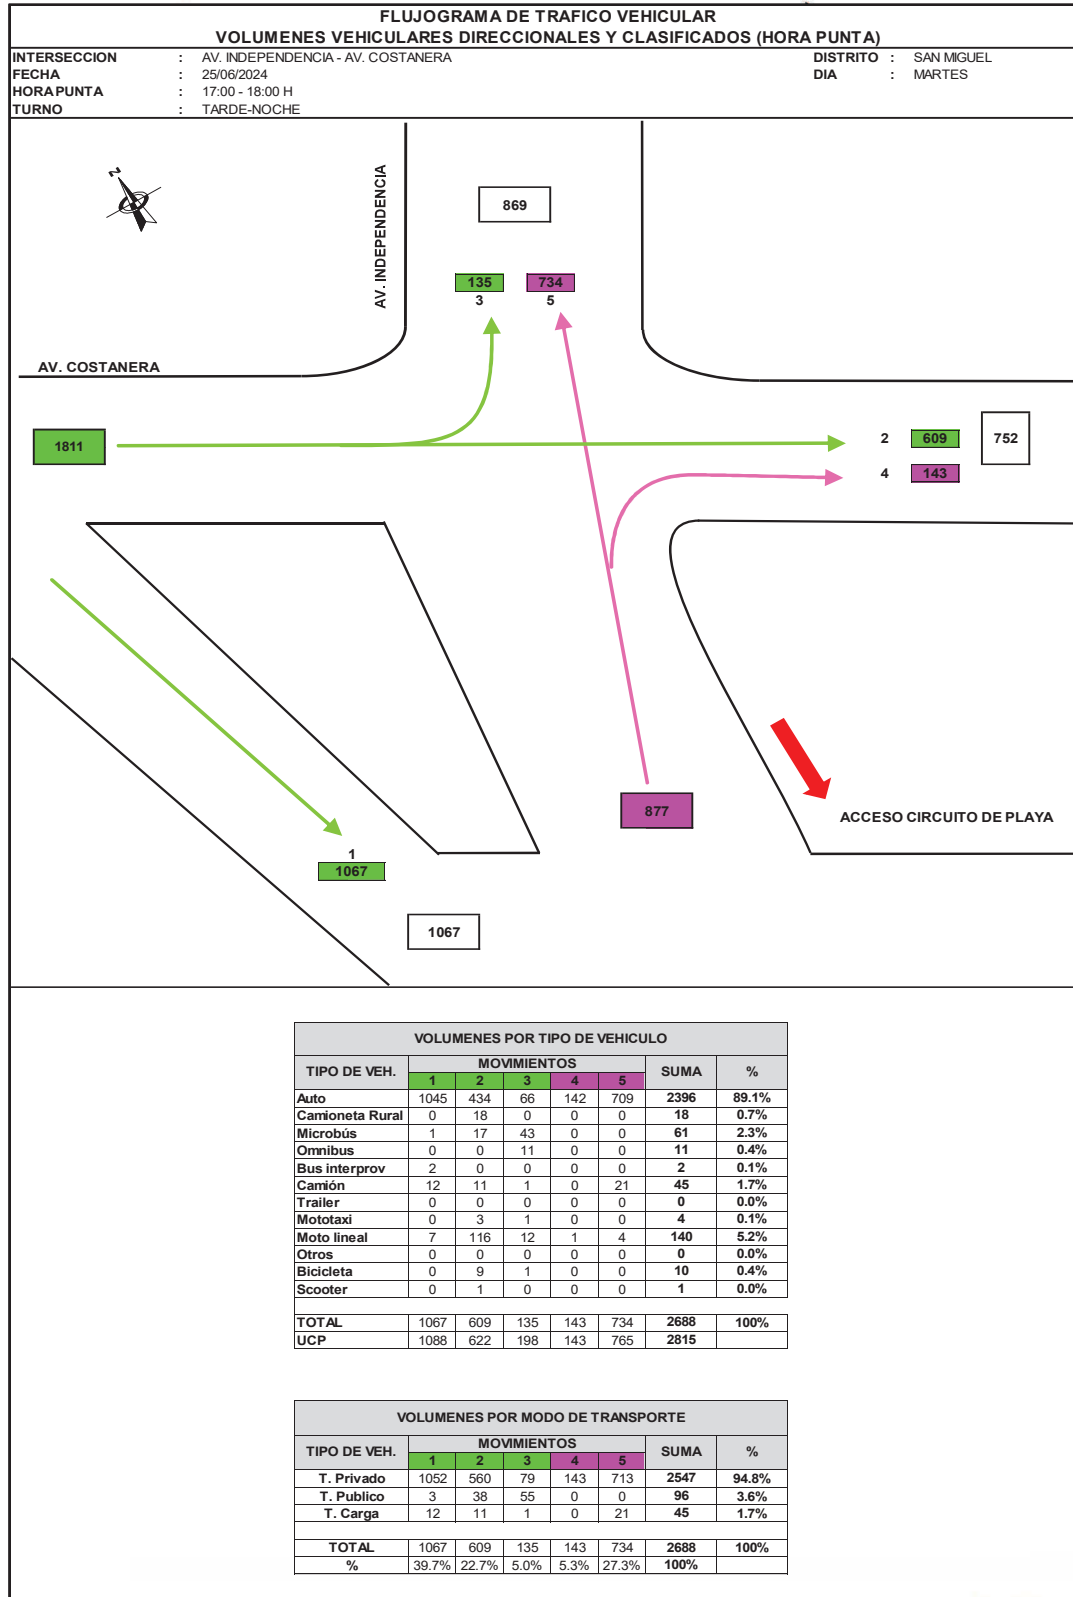 FLUJOGRAMA DE TRAFICO VEHICULAR
VOLUMENES VEHICULARES DIRECCIONALES Y CLASIFICADOS (HORA PUNTA)
INTERSECCION : AV. INDEPENDENCIA - AV. COSTANERA DISTRITO : SAN MIGUEL
FECHA : 25/06/2024 DIA : MARTES
HORA PUNTA : 17:00 - 18:00 H
TURNO : TARDE-NOCHE
N
AV. INDEPENDENCIA
869
135 734
3 5
AV. COSTANERA
1811
2 609 752
4 143
877
ACCESO CIRCUITO DE PLAYA
1
1067
1067
VOLUMENES POR TIPO DE VEHICULO
TIPO DE VEH. MOVIMIENTOS SUMA %
1 2 3 4 5
Auto 1045 434 66 142 709 2396 89.1%
Camioneta Rural 0 18 0 0 0 18 0.7%
Microbús 1 17 43 0 0 61 2.3%
Omnibus 0 0 11 0 0 11 0.4%
Bus interprov 2 0 0 0 0 2 0.1%
Camión 12 11 1 0 21 45 1.7%
Trailer 0 0 0 0 0 0 0.0%
Mototaxi 0 3 1 0 0 4 0.1%
Moto lineal 7 116 12 1 4 140 5.2%
Otros 0 0 0 0 0 0 0.0%
Bicicleta 0 9 1 0 0 10 0.4%
Scooter 0 1 0 0 0 1 0.0%
TOTAL 1067 609 135 143 734 2688 100%
UCP 1088 622 198 143 765 2815
VOLUMENES POR MODO DE TRANSPORTE
TIPO DE VEH. MOVIMIENTOS SUMA %
1 2 3 4 5
T. Privado 1052 560 79 143 713 2547 94.8%
T. Publico 3 38 55 0 0 96 3.6%
T. Carga 12 11 1 0 21 45 1.7%
TOTAL 1067 609 135 143 734 2688 100%
% 39.7% 22.7% 5.0% 5.3% 27.3% 100%